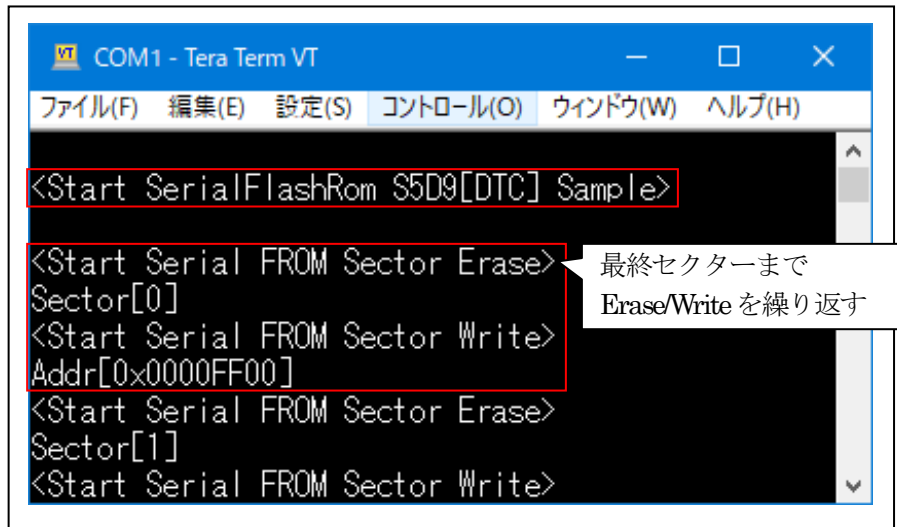 COM1 - Tera Term VT
ファイル(F) 編集(E) 設定(S) コントロール(O) ウィンドウ(W) ヘルプ(H)
<Start SerialFlashRom S5D9[DTC] Sample>
<Start Serial FROM Sector Erase>
最終セクターまで
Erase/Write を繰り返す
Sector[0]
<Start Serial FROM Sector Write>
Addr[0x0000FF00]
<Start Serial FROM Sector Erase>
Sector[1]
<Start Serial FROM Sector Write>